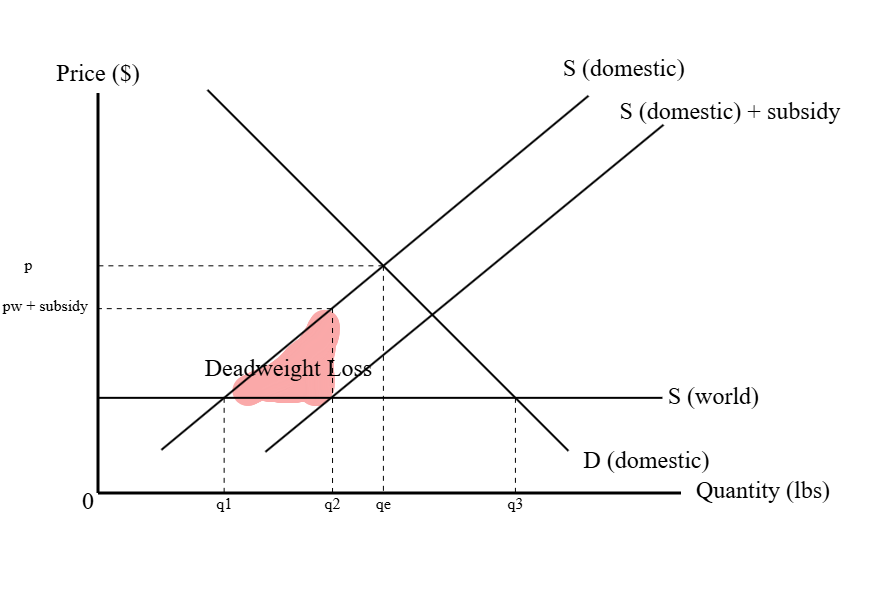 Price ($)
S (domestic)
S (domestic) + subsidy
p
pw + subsidy
Deadweight Loss
S (world)
D (domestic)
0
Quantity (lbs)
q1
q2
qe
q3